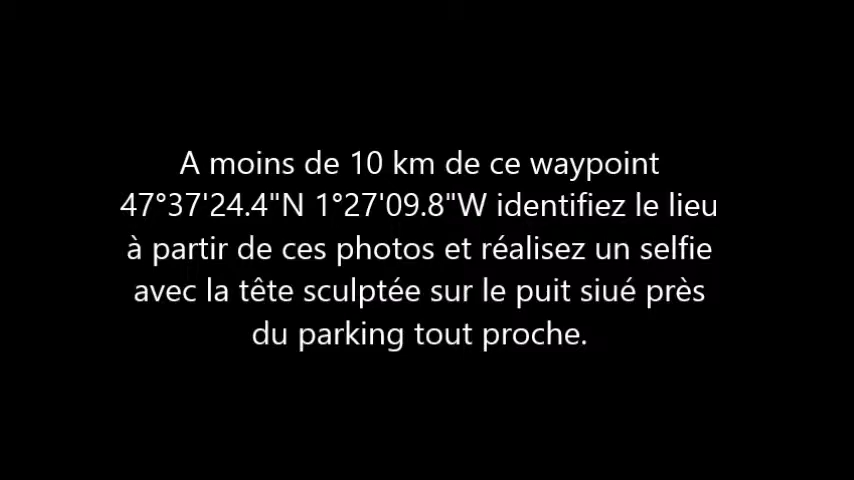 A moins de 10 km de ce waypoint
47°37'24.4"N 1°27'09.8"W identifiez le lieu
à partir de ces photos et réalisez un selfie
avec la tête sculptée sur le puit siué près
du parking tout proche.